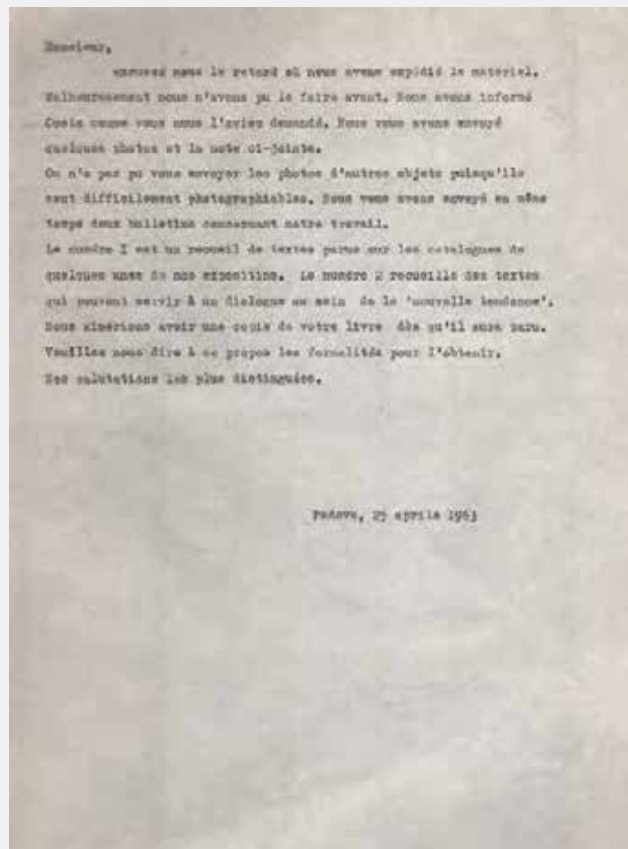 Monsieur,
excusez nous le retard où nous avons expédié le matériel.
Malheureusement nous n'avons pu le faire avant. Nous avons informé
Costa comme vous nous l'aviez demandé. Nous vous avons envoyé
quelques photos et la note ci-jointe.
On n'a pas pu vous envoyer les photos d'autres objets puisqu'ils
sont difficilement photographiables. Nous vous avons envoyé en même
temps deux bulletins concernant notre travail.
Le numéro I est un recueil de textes parus sur les catalogues de
quelques unes de nos . Le numéro 2 recueille des textes
qui peuvent servir à un dialogue au sein de la 'nouvelle tendance'.
Nous aimerions avoir une copie de votre livre dès qu'il sera paru.
Veuillez nous dire à ce propos les formalités pour l'obtenir.
salutations les plus distinguées.
Padova, aprile 1963